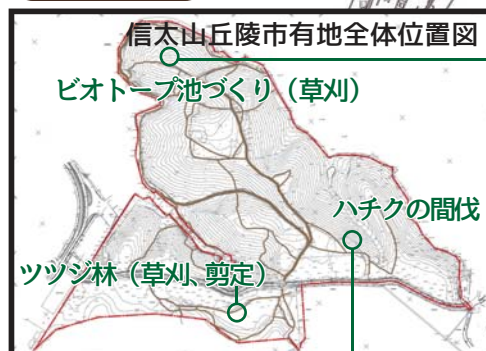 信太山丘陵市有地全体位置図
ビオトープ池づくり（草刈）
ハチクの間伐
ツツジ林（草刈、剪定）